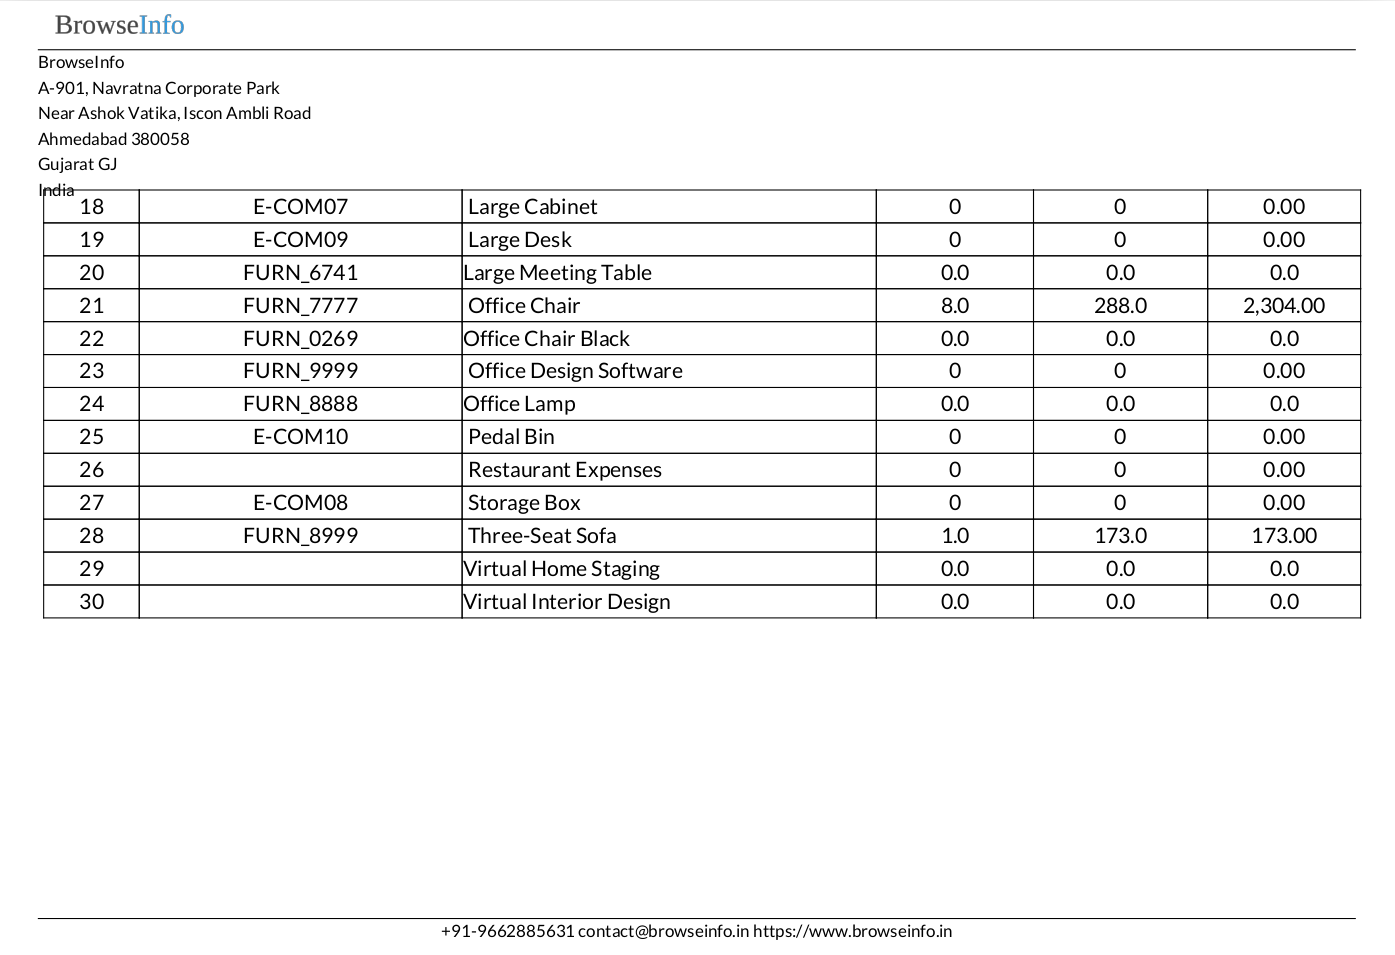 BrowseInfo
BrowseInfo
A-901, Navratna Corporate Park
Near Ashok Vatika, Iscon Ambli Road
Ahmedabad 380058
Gujarat GJ
India
18 E-COM07 Large Cabinet 0 0 0.00
19 E-COM09 Large Desk 0 0 0.00
20 FURN_6741 Large Meeting Table 0.0 0.0 0.0
21 FURN_7777 Office Chair 8.0 288.0 2,304.00
22 FURN_0269 Office Chair Black 0.0 0.0 0.0
23 FURN_9999 Office Design Software 0 0 0.00
24 FURN_8888 Office Lamp 0.0 0.0 0.0
25 E-COM10 Pedal Bin 0 0 0.00
26 Restaurant Expenses 0 0 0.00
27 E-COM08 Storage Box 0 0 0.00
28 FURN_8999 Three-Seat Sofa 1.0 173.0 173.00
29 Virtual Home Staging 0.0 0.0 0.0
30 Virtual Interior Design 0.0 0.0 0.0
+91-9662885631 contact@browseinfo.in https://www.browseinfo.in